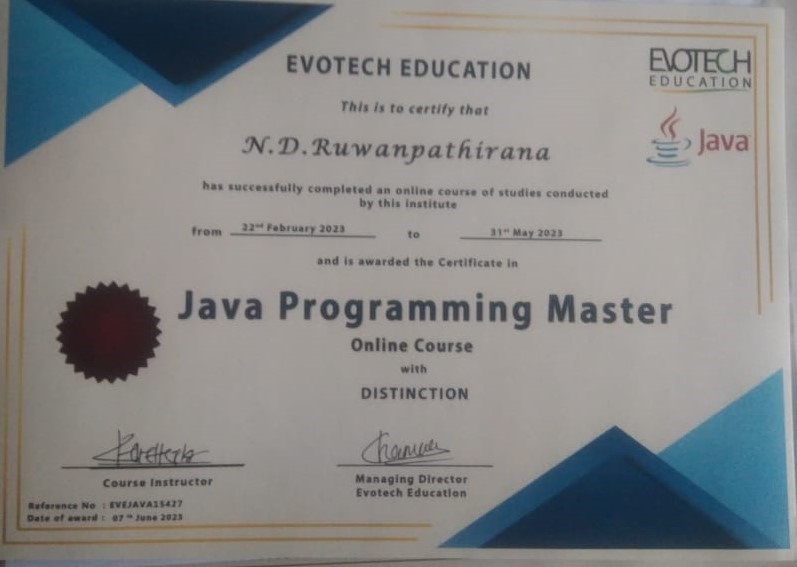 EVOTECH EDUCATION
EVOTECH
EDUCATION
This is to certify that
Java
N.D.Ruwanpathirana
has successfully completed an online course of studies conducted
by this institute
from 22nd February 2023 to 31st May 2023
and is awarded the Certificate in
Java Programming Master
Online Course
with
DISTINCTION
Course Instructor
Managing Director
Evotech Education
Reference No : EVEJAVA15427
Date of award : 07 th June 2023